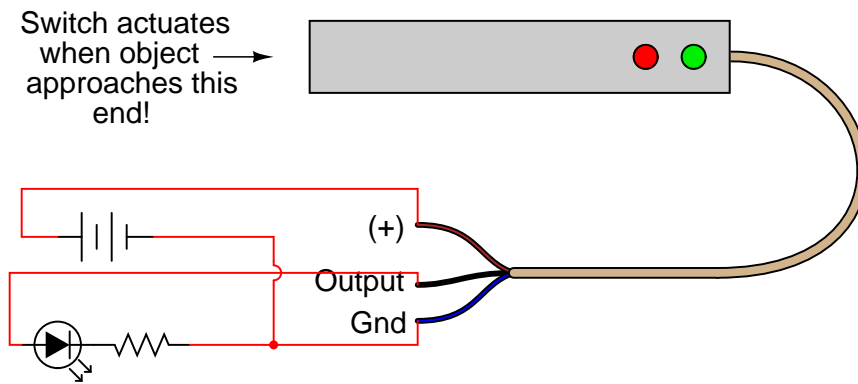 Switch actuates
when object
approaches this
end!
(+)
Output
Gnd